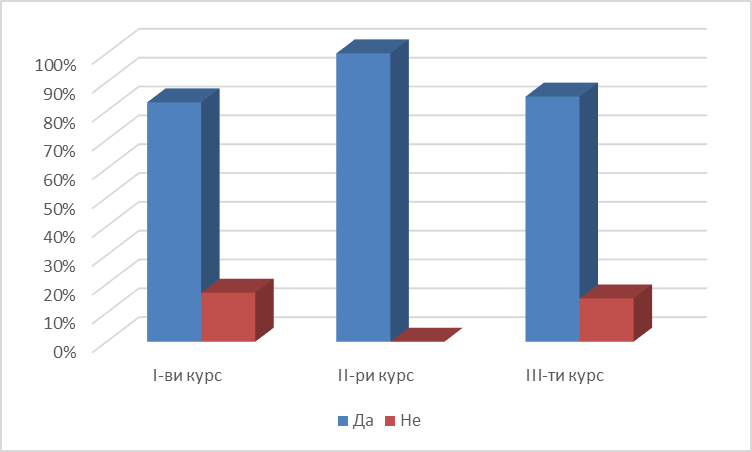 100%
90%
80%
70%
60%
50%
40%
30%
20%
10%
0%
I-ви курс
II-ри курс
III-ти курс
Да
Не